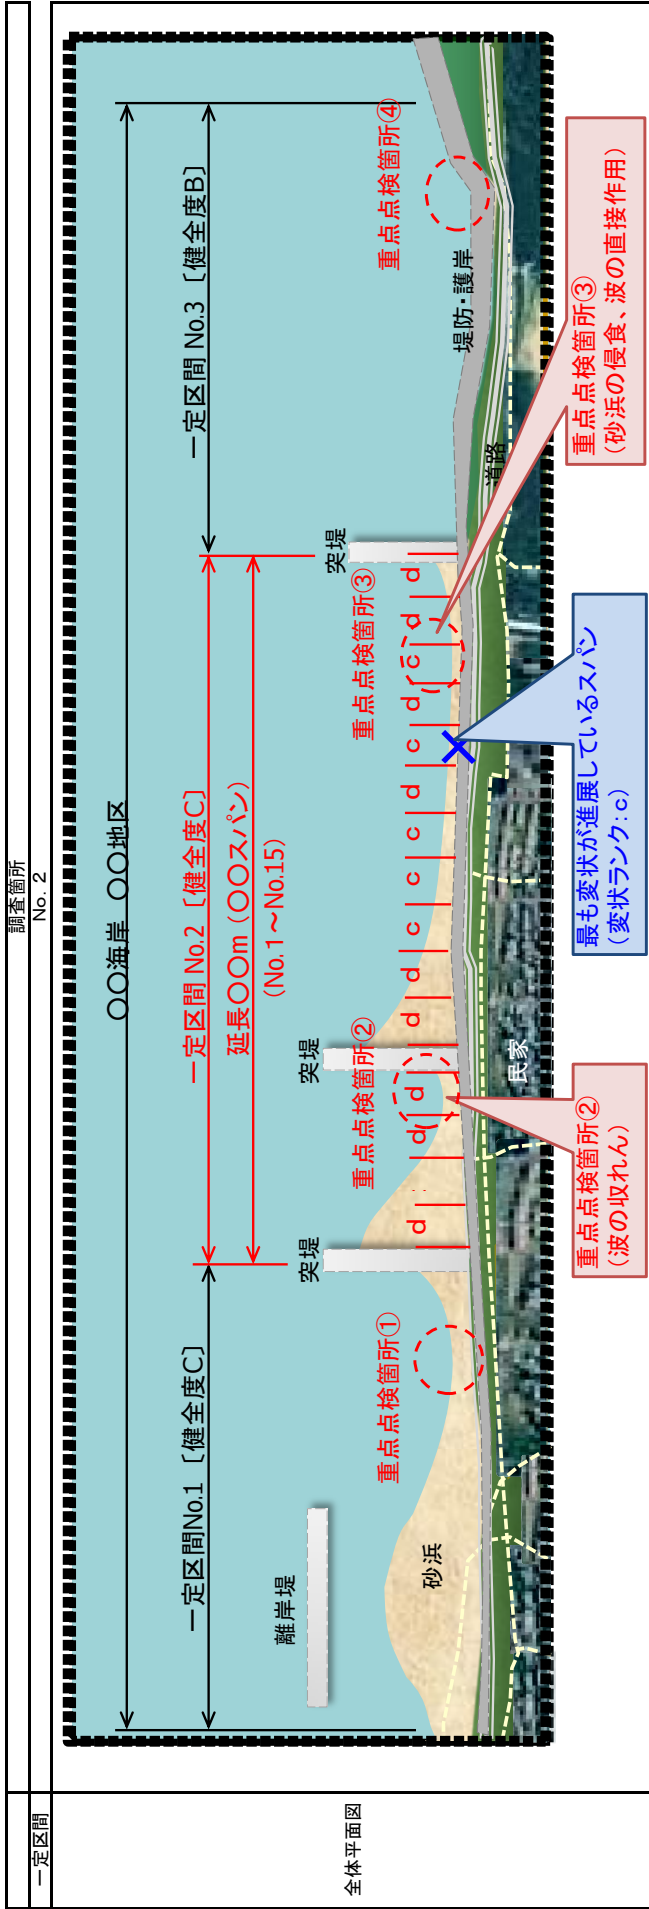 調査箇所
一定区間
No. 2
全体平面図
〇〇海岸　〇〇地区
一定区間No.1〔健全度C〕
一定区間 No.2〔健全度C〕
一定区間 No.3〔健全度B〕
延長〇〇m（〇〇スパン）
（No.1～No.15）
離岸堤
突堤
突堤
突堤
重点点検箇所①
重点点検箇所②
重点点検箇所③
重点点検箇所④
砂浜
d
d
d
d
d
c
c
c
d
c
d
c
d
d
堤防・護岸
道路
民家
重点点検箇所②
（波の収れん）
最も変状が進展しているスパン
（変状ランク：c）
重点点検箇所③
（砂浜の侵食、波の直接作用）